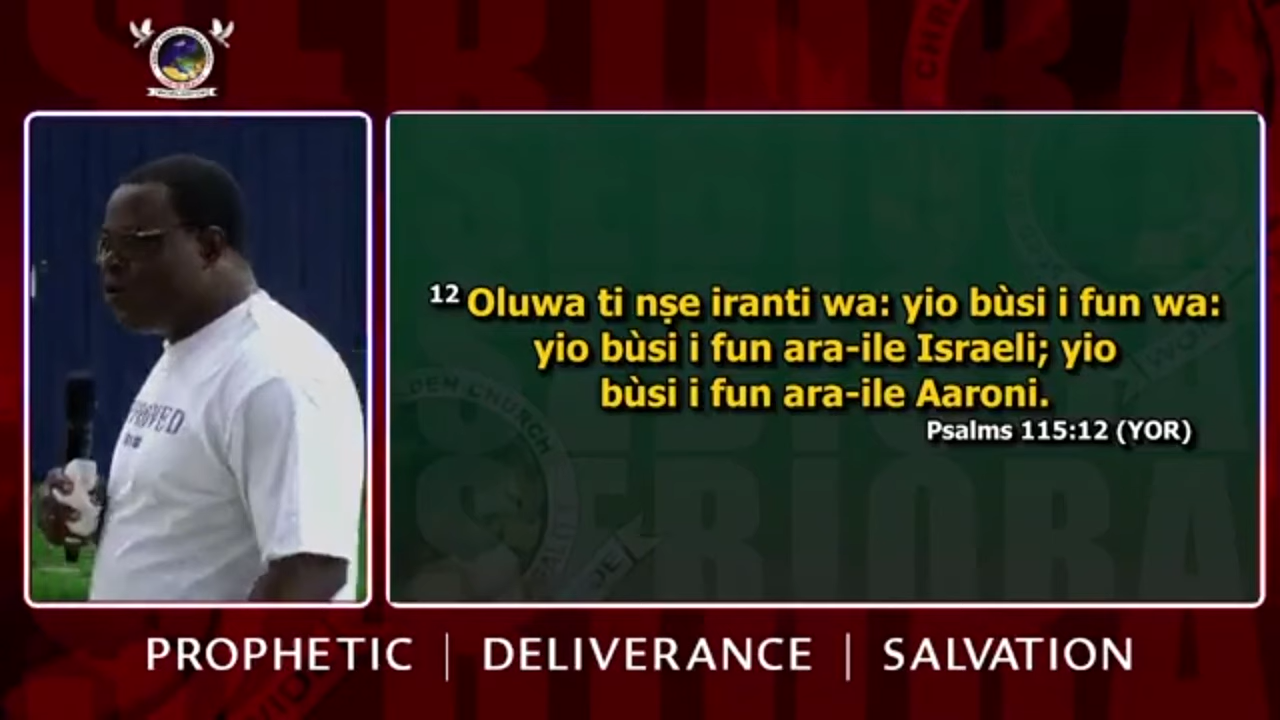 12 Oluwa ti nṣe iranti wa: yio bùsi i fun wa:
yio bùsi i fun ara-ile Israeli; yio
bùsi i fun ara-ile Aaroni.
Psalms 115:12 (YOR)
PROPHETIC | DELIVERANCE | SALVATION